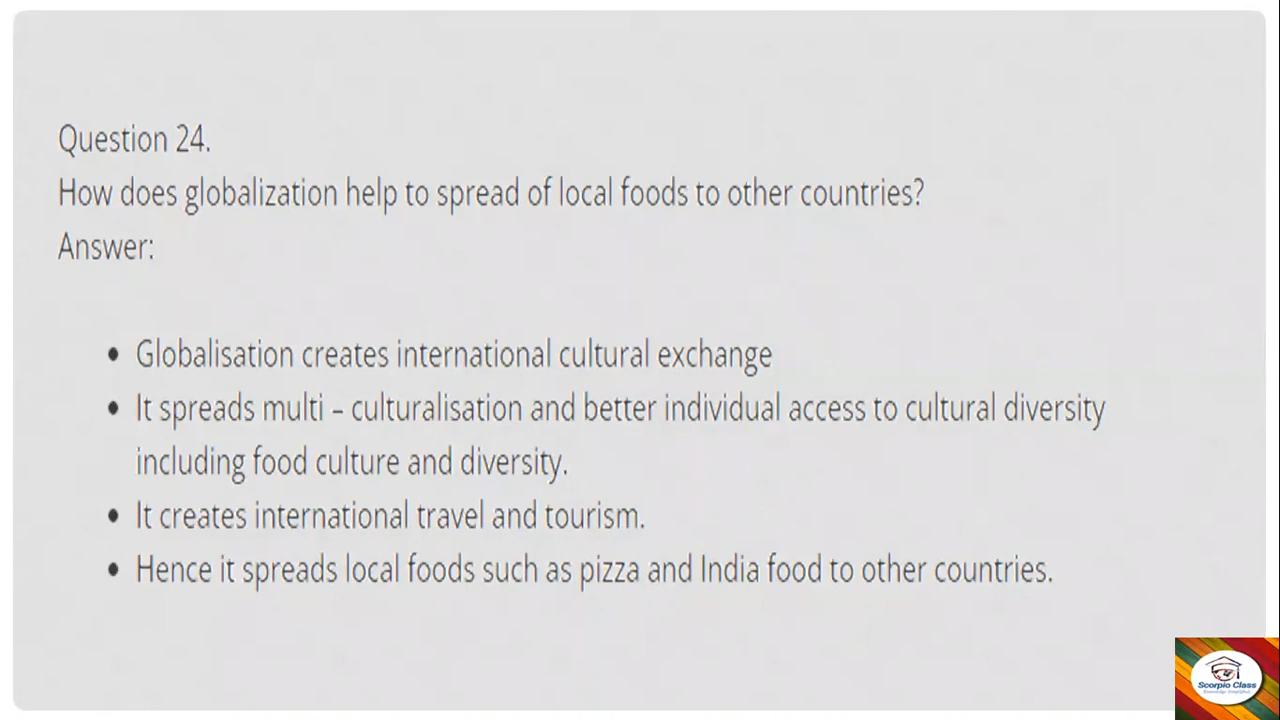 Question 24.
How does globalization help to spread of local foods to other countries?
Answer:
• Globalisation creates international cultural exchange
• It spreads multi – culturalisation and better individual access to cultural diversity
including food culture and diversity.
• It creates international travel and tourism.
• Hence it spreads local foods such as pizza and India food to other countries.
Scorpio Class